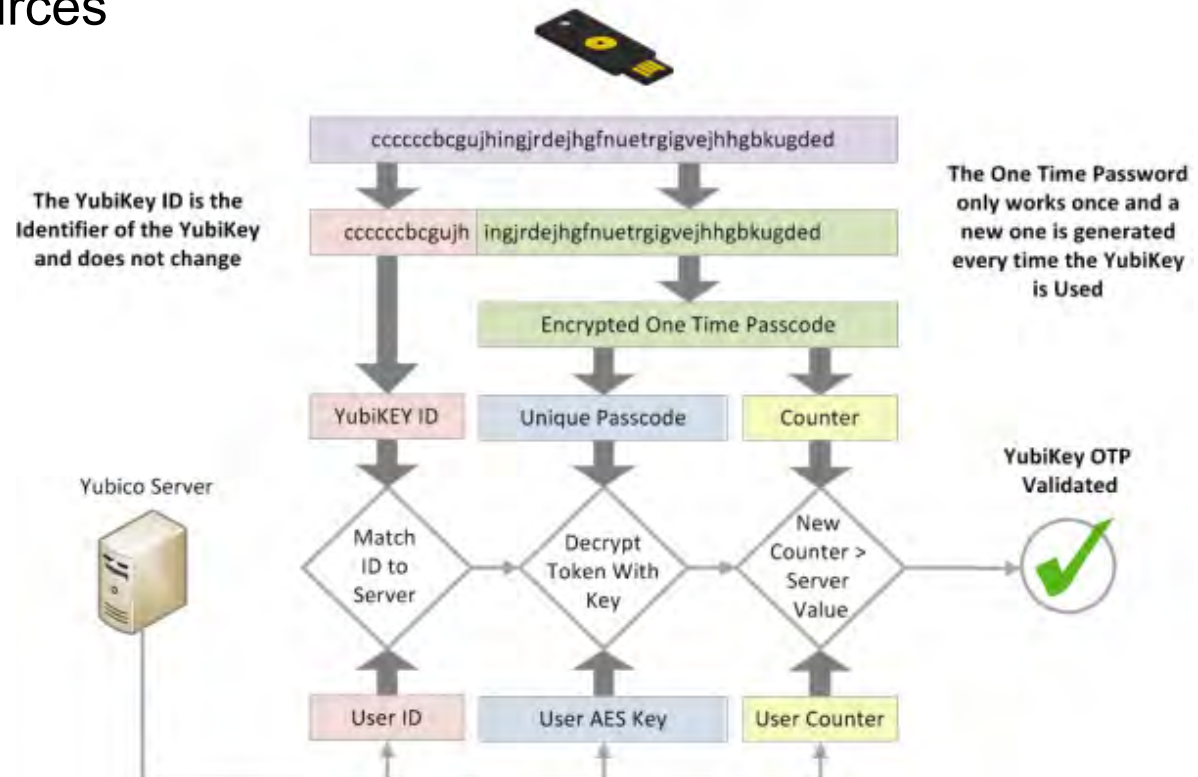 urces
ccccccbcgujhingjrdejhgfnuetrgigvejhhgbkugded
The YubiKey ID is the
Identifier of the YubiKey
and does not change
The One Time Password
only works once and a
new one is generated
every time the YubiKey
is Used
ccccccbcgujh
ingjrdejhgfnuetrgigvejhhgbkugded
Encrypted One Time Passcode
YubiKEY ID
Unique Passcode
Counter
Yubico Server
YubiKey OTP
Validated
Match
ID to
Server
Decrypt
Token With
Key
New
Counter >
Server
Value
User ID
User AES Key
User Counter